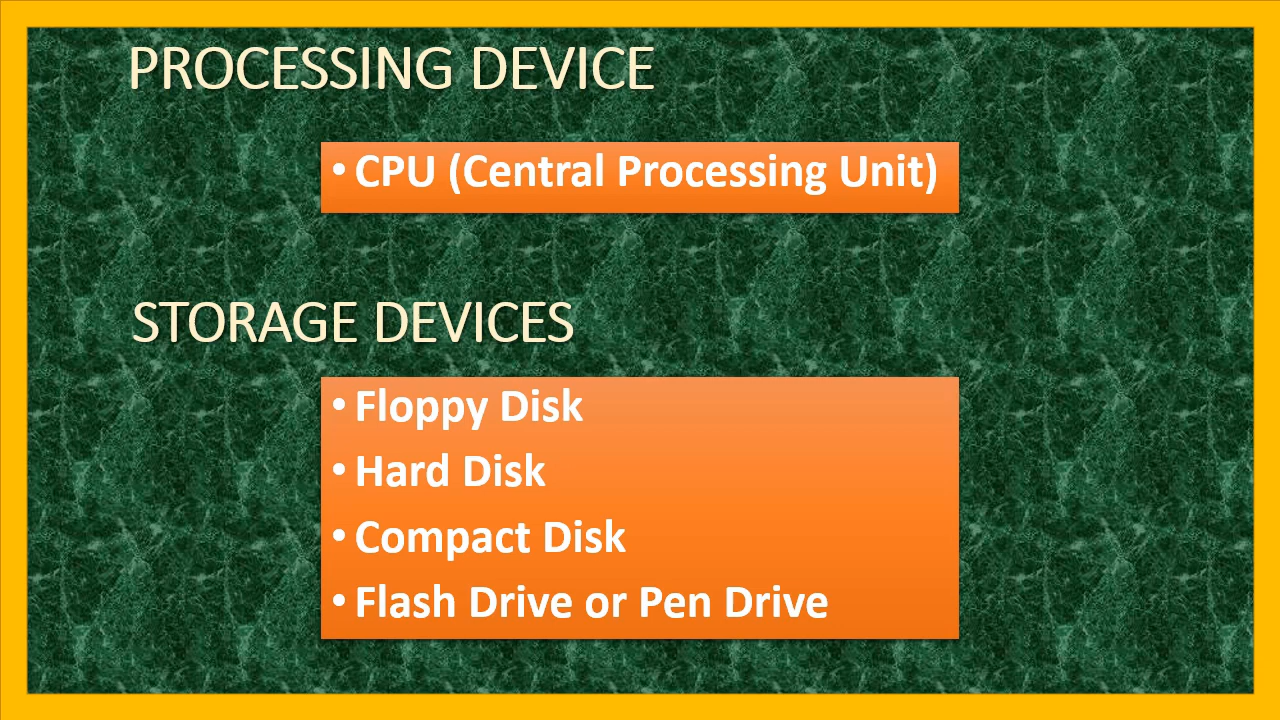 PROCESSING DEVICE
• CPU (Central Processing Unit)
STORAGE DEVICES
• Floppy Disk
• Hard Disk
• Compact Disk
• Flash Drive or Pen Drive